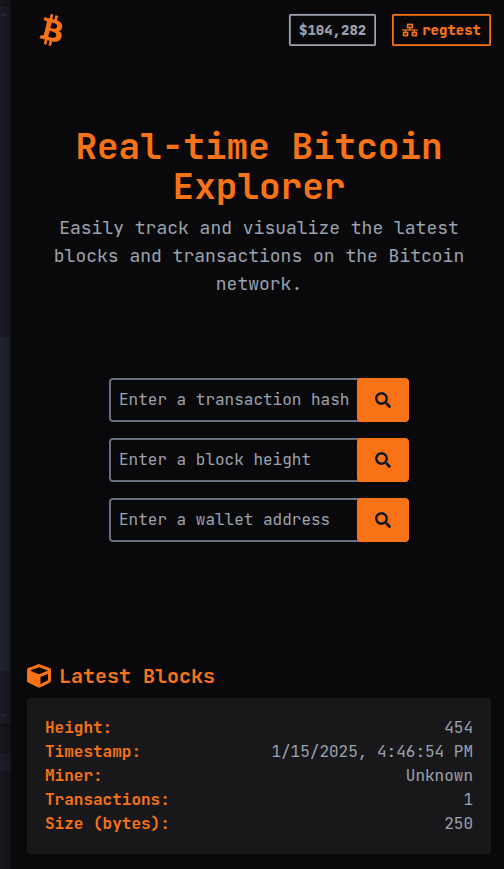 $104,282 regtest
Real-time Bitcoin
Explorer
Easily track and visualize the latest
blocks and transactions on the Bitcoin
network.
Enter a transaction hash
Enter a block height
Enter a wallet address
Latest Blocks
Height: 454
Timestamp: 1/15/2025, 4:46:54 PM
Miner: Unknown
Transactions: 1
Size (bytes): 250